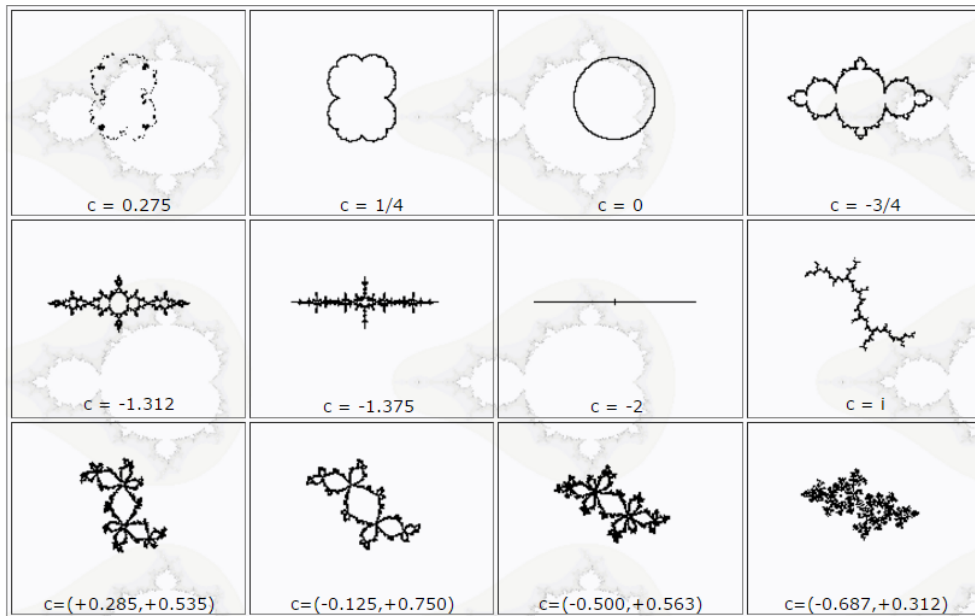 c = 0.275
c = 1/4
c = 0
c = -3/4
c = -1.312
c = -1.375
c = -2
c = i
c=(+0.285,+0.535)
c=(-0.125,+0.750)
c=(-0.500,+0.563)
c=(-0.687,+0.312)